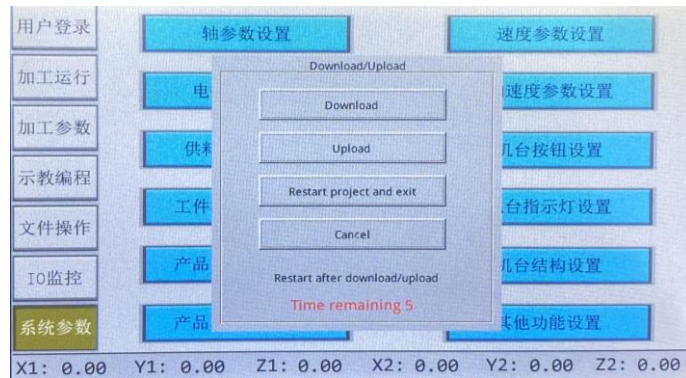 用户登录
加工运行
加工参数
示教编程
文件操作
IO监控
系统参数
轴参数设置
速度参数设置
电
速度参数设置
供料
机台按钮设置
工件
台指示灯设置
产品
机台结构设置
产品
其他功能设置
Download/Upload
Download
Upload
Restart project and exit
Cancel
Restart after download/upload
Time remaining 5
X1: 0.00 Y1: 0.00 Z1: 0.00 X2: 0.00 Y2: 0.00 Z2: 0.00